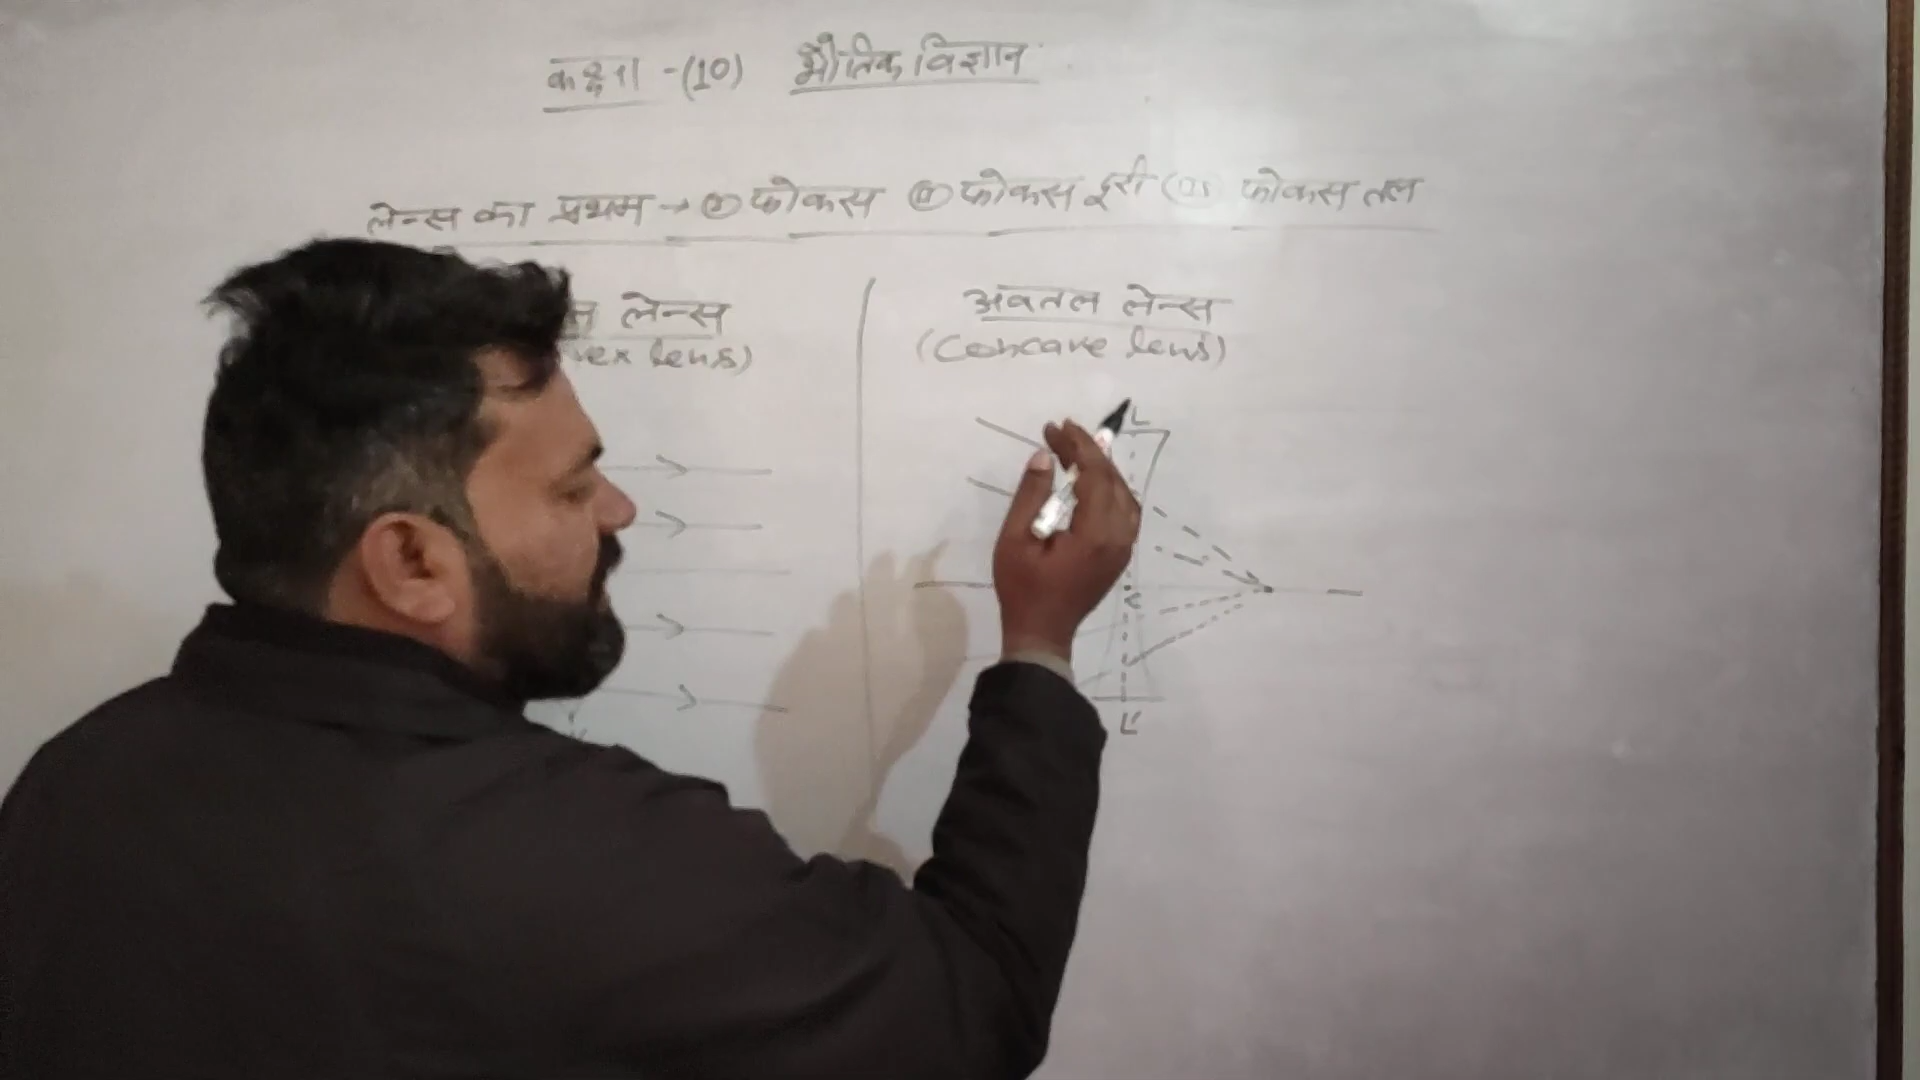 कक्षा -(10) भौतिक विज्ञान
लेन्स का प्रथम → (i) फोकस (ii) फोकस दूरी (iii) फोकस तल
लेन्स
vex lens)
अवतल लेन्स
(Concave lens)
L
L'